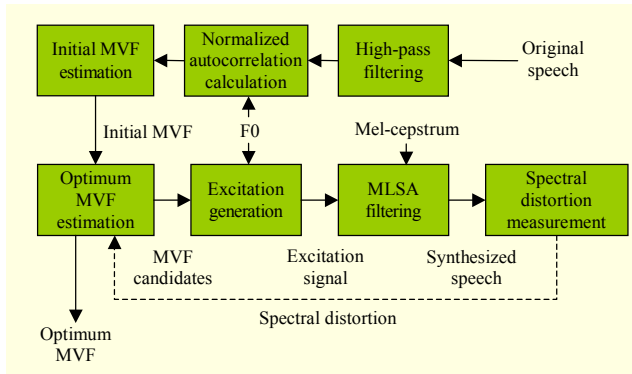 Initial MVF
estimation
Normalized
autocorrelation
calculation
High-pass
filtering
Original
speech
Initial MVF
F0
Mel-cepstrum
Optimum
MVF
estimation
Excitation
generation
MLSA
filtering
Spectral
distortion
measurement
MVF
candidates
Excitation
signal
Synthesized
speech
Spectral distortion
Optimum
MVF